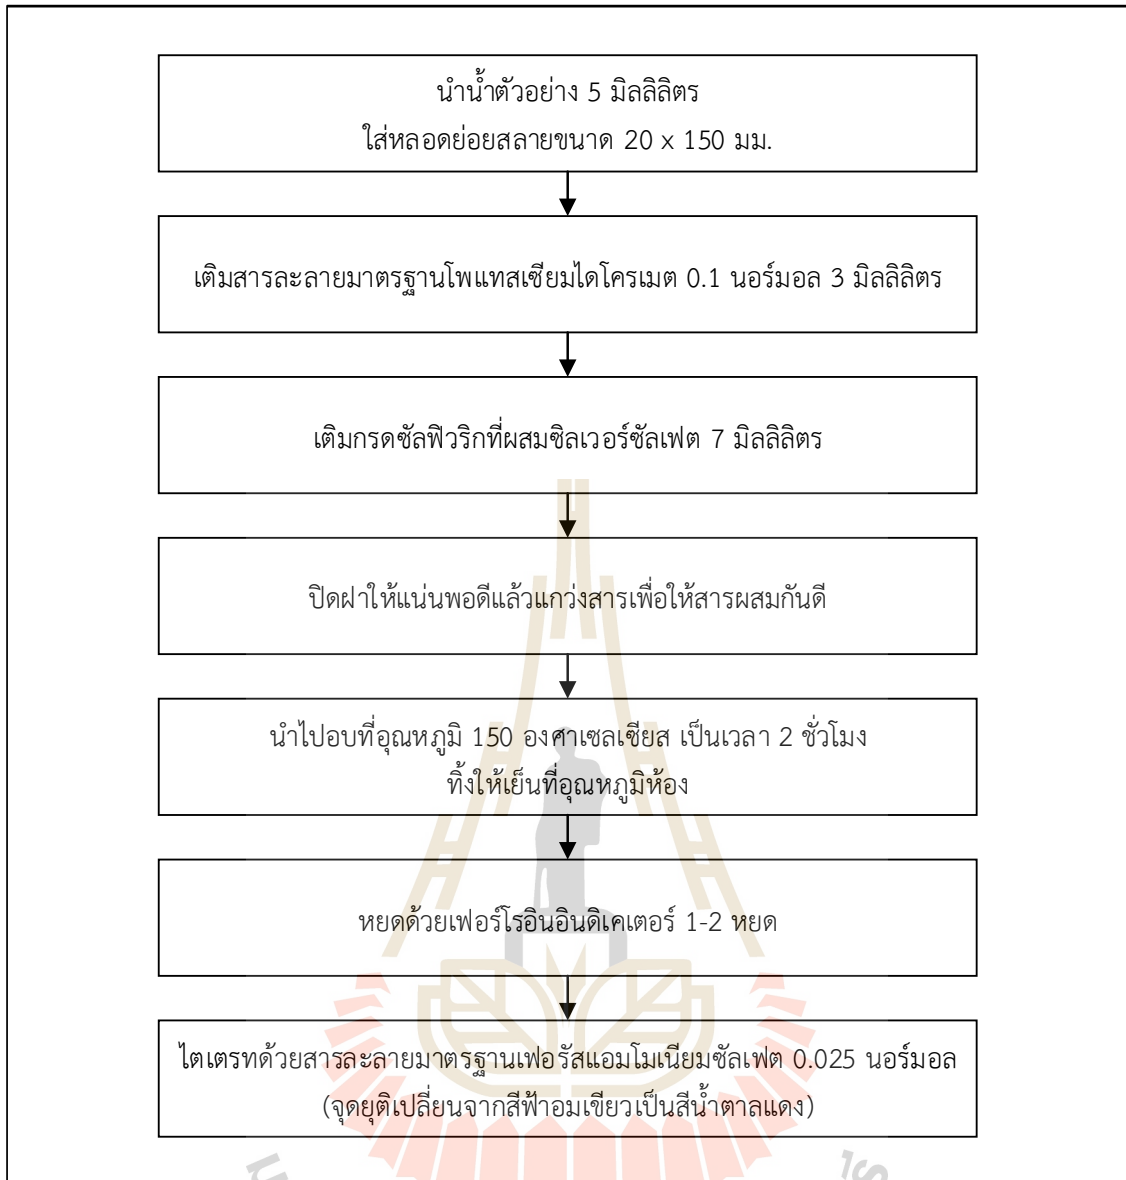 นำน้ำตัวอย่าง 5 มิลลิลิตร
ใส่หลอดย่อยสลายขนาด 20 x 150 มม.
เติมสารละลายมาตรฐานโพแทสเซียมไดโครเมต 0.1 นอร์มอล 3 มิลลิลิตร
เติมกรดซัลฟิวริกที่ผสมซิลเวอร์ซัลเฟต 7 มิลลิลิตร
ปิดฝาให้แน่นพอดีแล้วแกว่งสารเพื่อให้สารผสมกันดี
นำไปอบที่อุณหภูมิ 150 องศาเซลเซียส เป็นเวลา 2 ชั่วโมง
ทิ้งให้เย็นที่อุณหภูมิห้อง
หยดด้วยเฟอร์โรอินอินดิเคเตอร์ 1-2 หยด
ไตเตรทด้วยสารละลายมาตรฐานเฟอรัสแอมโมเนียมซัลเฟต 0.025 นอร์มอล
(จุดยุติเปลี่ยนจากสีฟ้าอมเขียวเป็นสีน้ำตาลแดง)